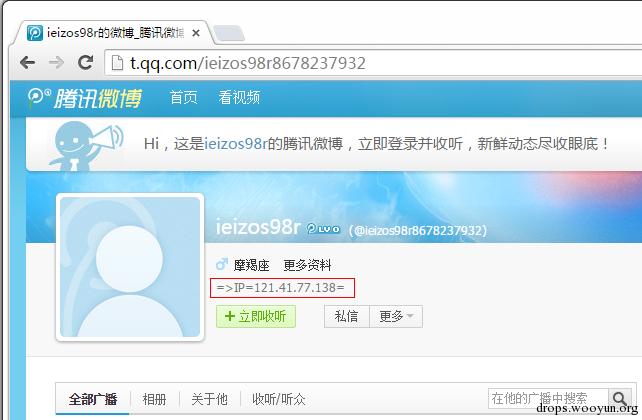 ieizos98r的微博_腾讯微博
t.qq.com/ieizos98r8678237932
腾讯微博 首页 看视频
Hi，这是ieizos98r的腾讯微博，立即登录并收听，新鲜动态尽收眼底！
ieizos98r LV0 (@ieizos98r8678237932)
♂ 摩羯座 更多资料
=>IP=121.41.77.138=
+ 立即收听 私信 更多
全部广播 | 相册 | 关于他 | 收听/听众 在他的广播中搜索
drops.wooyun.org